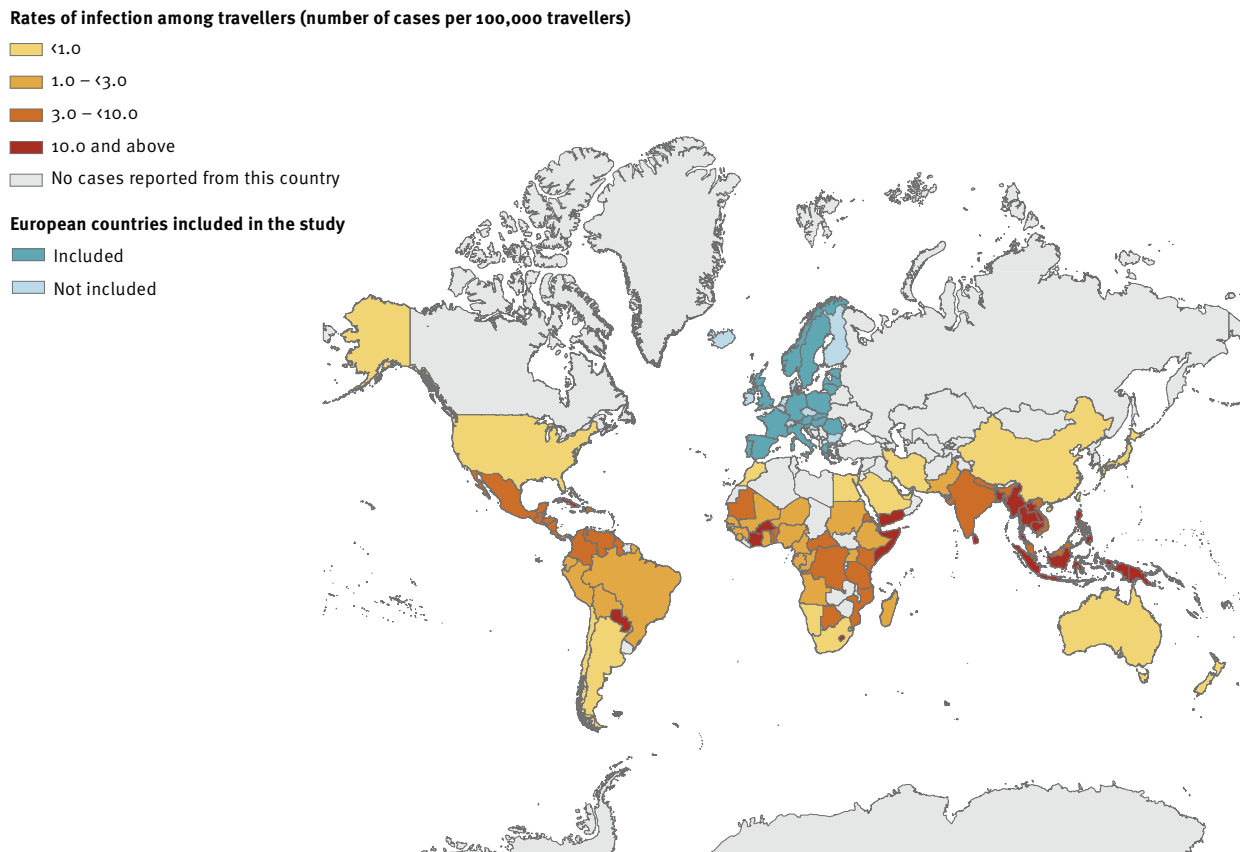 Rates of infection among travellers (number of cases per 100,000 travellers)
<1.0
1.0 – <3.0
3.0 – <10.0
10.0 and above
No cases reported from this country
European countries included in the study
Included
Not included